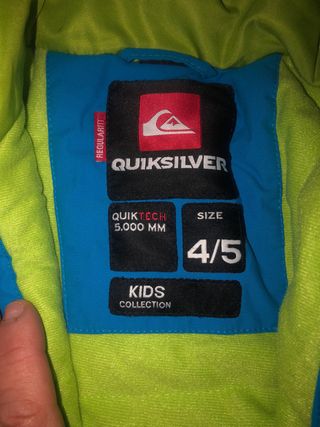 REGULAR FIT
QUIKSILVER
QUIKTECH
5.000 MM
SIZE
4/5
KIDS
COLLECTION